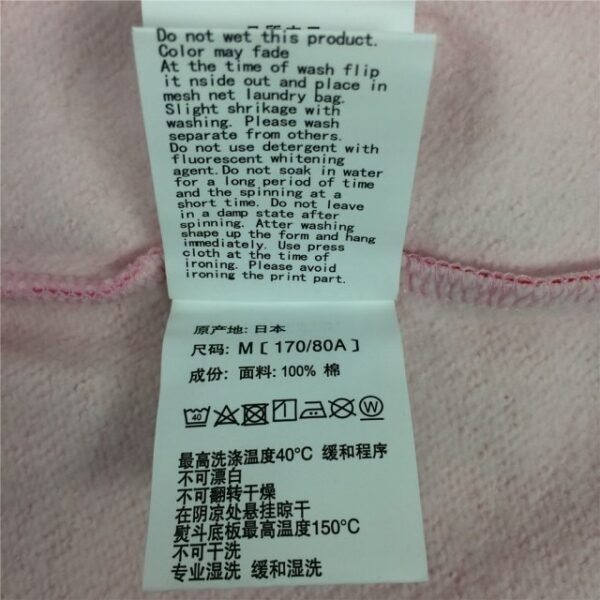 Do not wet this product.
Color may fade
At the time of wash flip
it nside out and place in
mesh net laundry bag.
Slight shrikage with
washing. Please wash
separate from others.
Do not use detergent with
fluorescent whitening
agent.Do not soak in water
for a long period of time
and the spinning at a
short time. Do not leave
in a damp state after
spinning. Atter washing
shape up the form and hang
immediately. Use press
cloth at the time of
ironing. Please avoid
ironing the print part.
原产地: 日本
尺码: M [ 170/80A ]
成份: 面料: 100% 棉
40 W
最高洗涤温度40°C 缓和程序
不可漂白
不可翻转干燥
在阴凉处悬挂晾干
熨斗底板最高温度150°C
不可干洗
专业湿洗 缓和湿洗